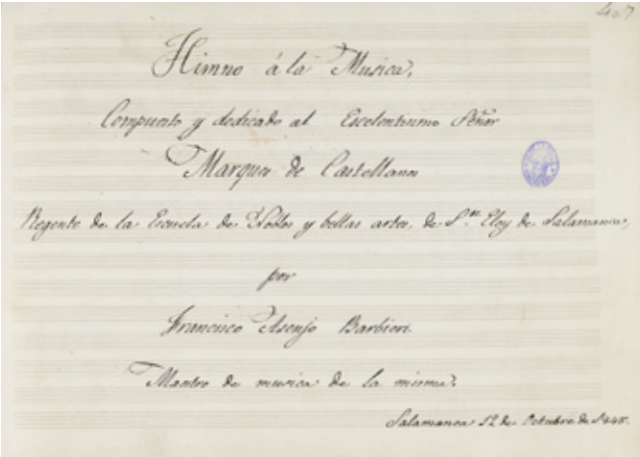 407
Himno á la Musica,
Compuesto y dedicado al Escelentisimo Señor
Marques de Castellanos
Regente de la Escuela de Nobles y bellas artes, de Sn. Eloy de Salamanca,
por
Francisco Asenjo Barbieri.
Maestro de musica de la misma.
Salamanca 12 de Octubre de